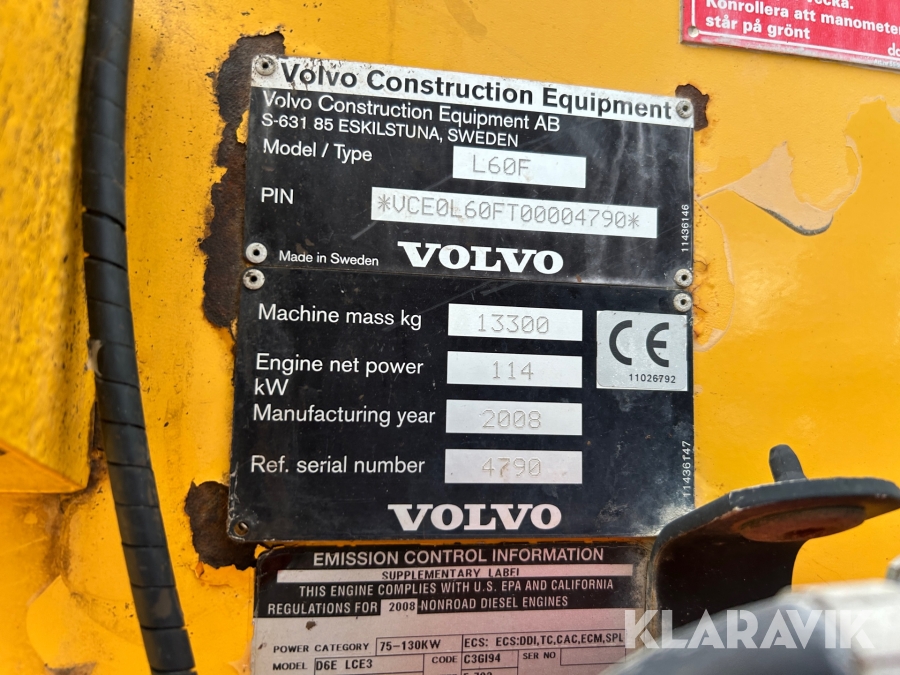 Konrollera att manometer
står på grönt
Volvo Construction Equipment
Volvo Construction Equipment AB
S-631 85 ESKILSTUNA, SWEDEN
Model / Type L60F
PIN *VCE0L60FT00004790*
Made in Sweden VOLVO
11436146
Machine mass kg 13300
Engine net power kW 114
Manufacturing year 2008
Ref. serial number 4790
CE
11026792
VOLVO
11436147
EMISSION CONTROL INFORMATION
SUPPLEMENTARY LABEL
THIS ENGINE COMPLIES WITH U.S. EPA AND CALIFORNIA
REGULATIONS FOR 2008-NONROAD DIESEL ENGINES
POWER CATEGORY 75-130KW ECS: ECS:DDI,TC,CAC,ECM,SPL
MODEL D6E LCE3 CODE C36I94 SER NO
KLARAVIK